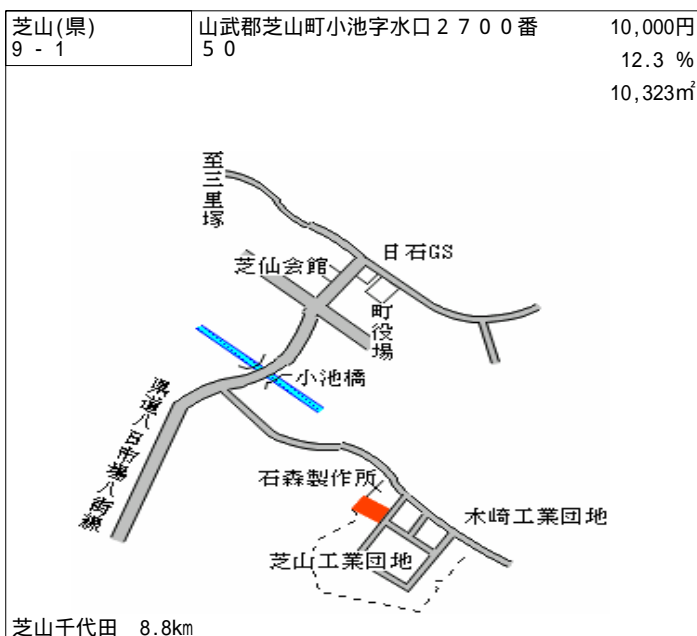 芝山(県)
9 - 1
山武郡芝山町小池字水口２７００番
５０
10,000円
12.3 %
10,323㎡
至三里塚
日石GS
芝仙会館
町役場
小池橋
県道八日市場八街線
石森製作所
木崎工業団地
芝山工業団地
芝山千代田 8.8km